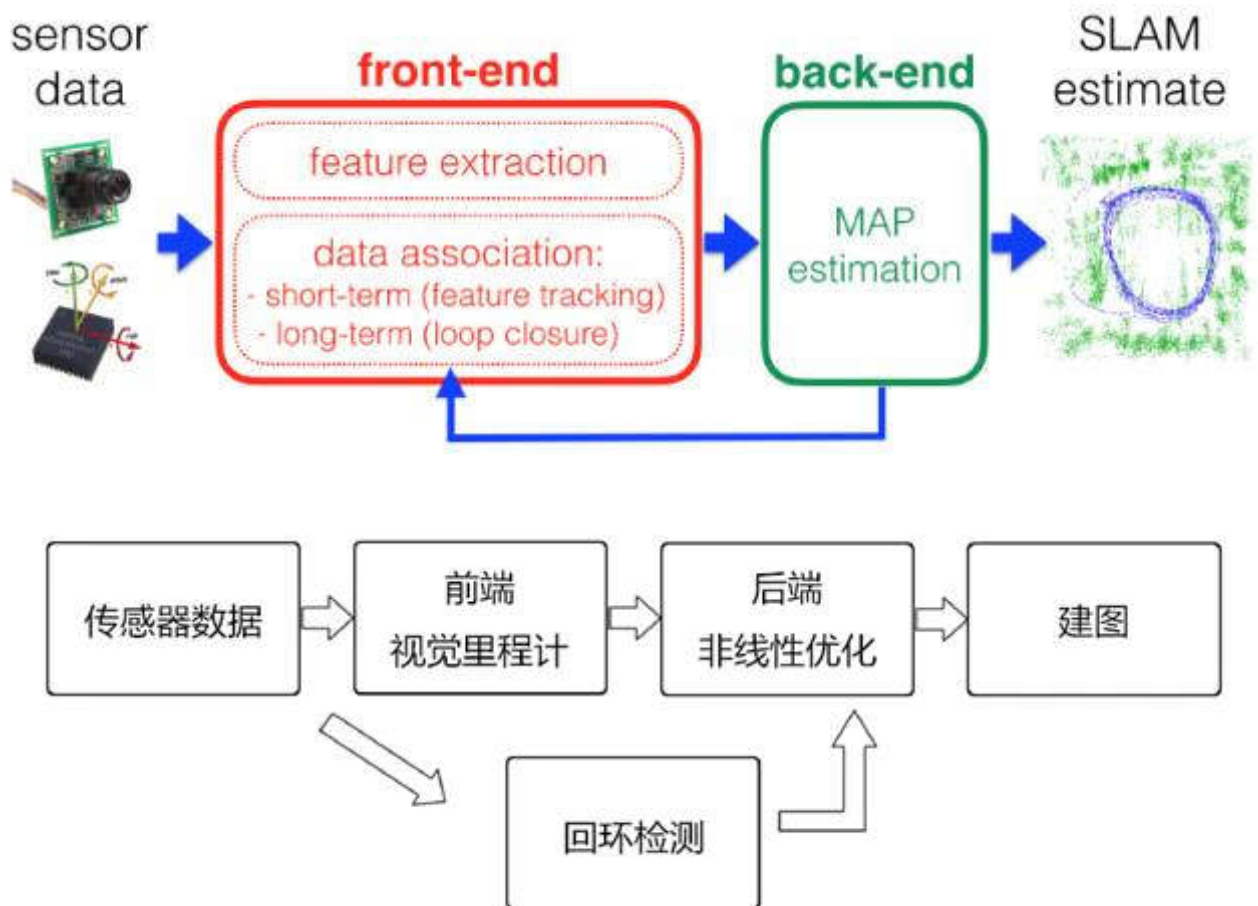 sensor
data
front-end
back-end
SLAM
estimate
feature extraction
data association:
- short-term (feature tracking)
- long-term (loop closure)
MAP
estimation
传感器数据
前端
视觉里程计
后端
非线性优化
建图
回环检测